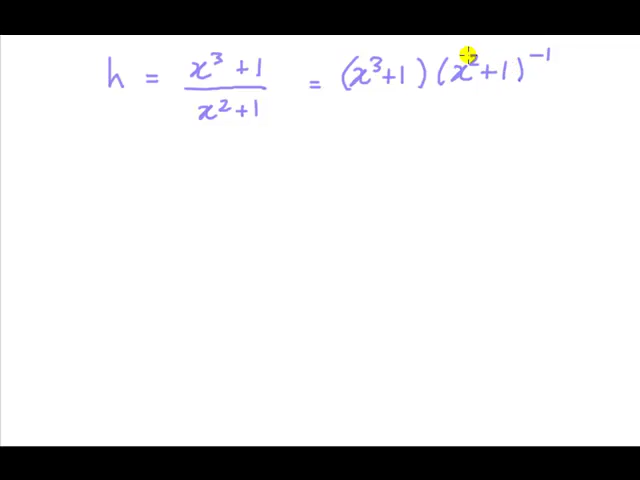 h = x³ + 1 / x² + 1 = (x³ + 1) (x² + 1)⁻¹